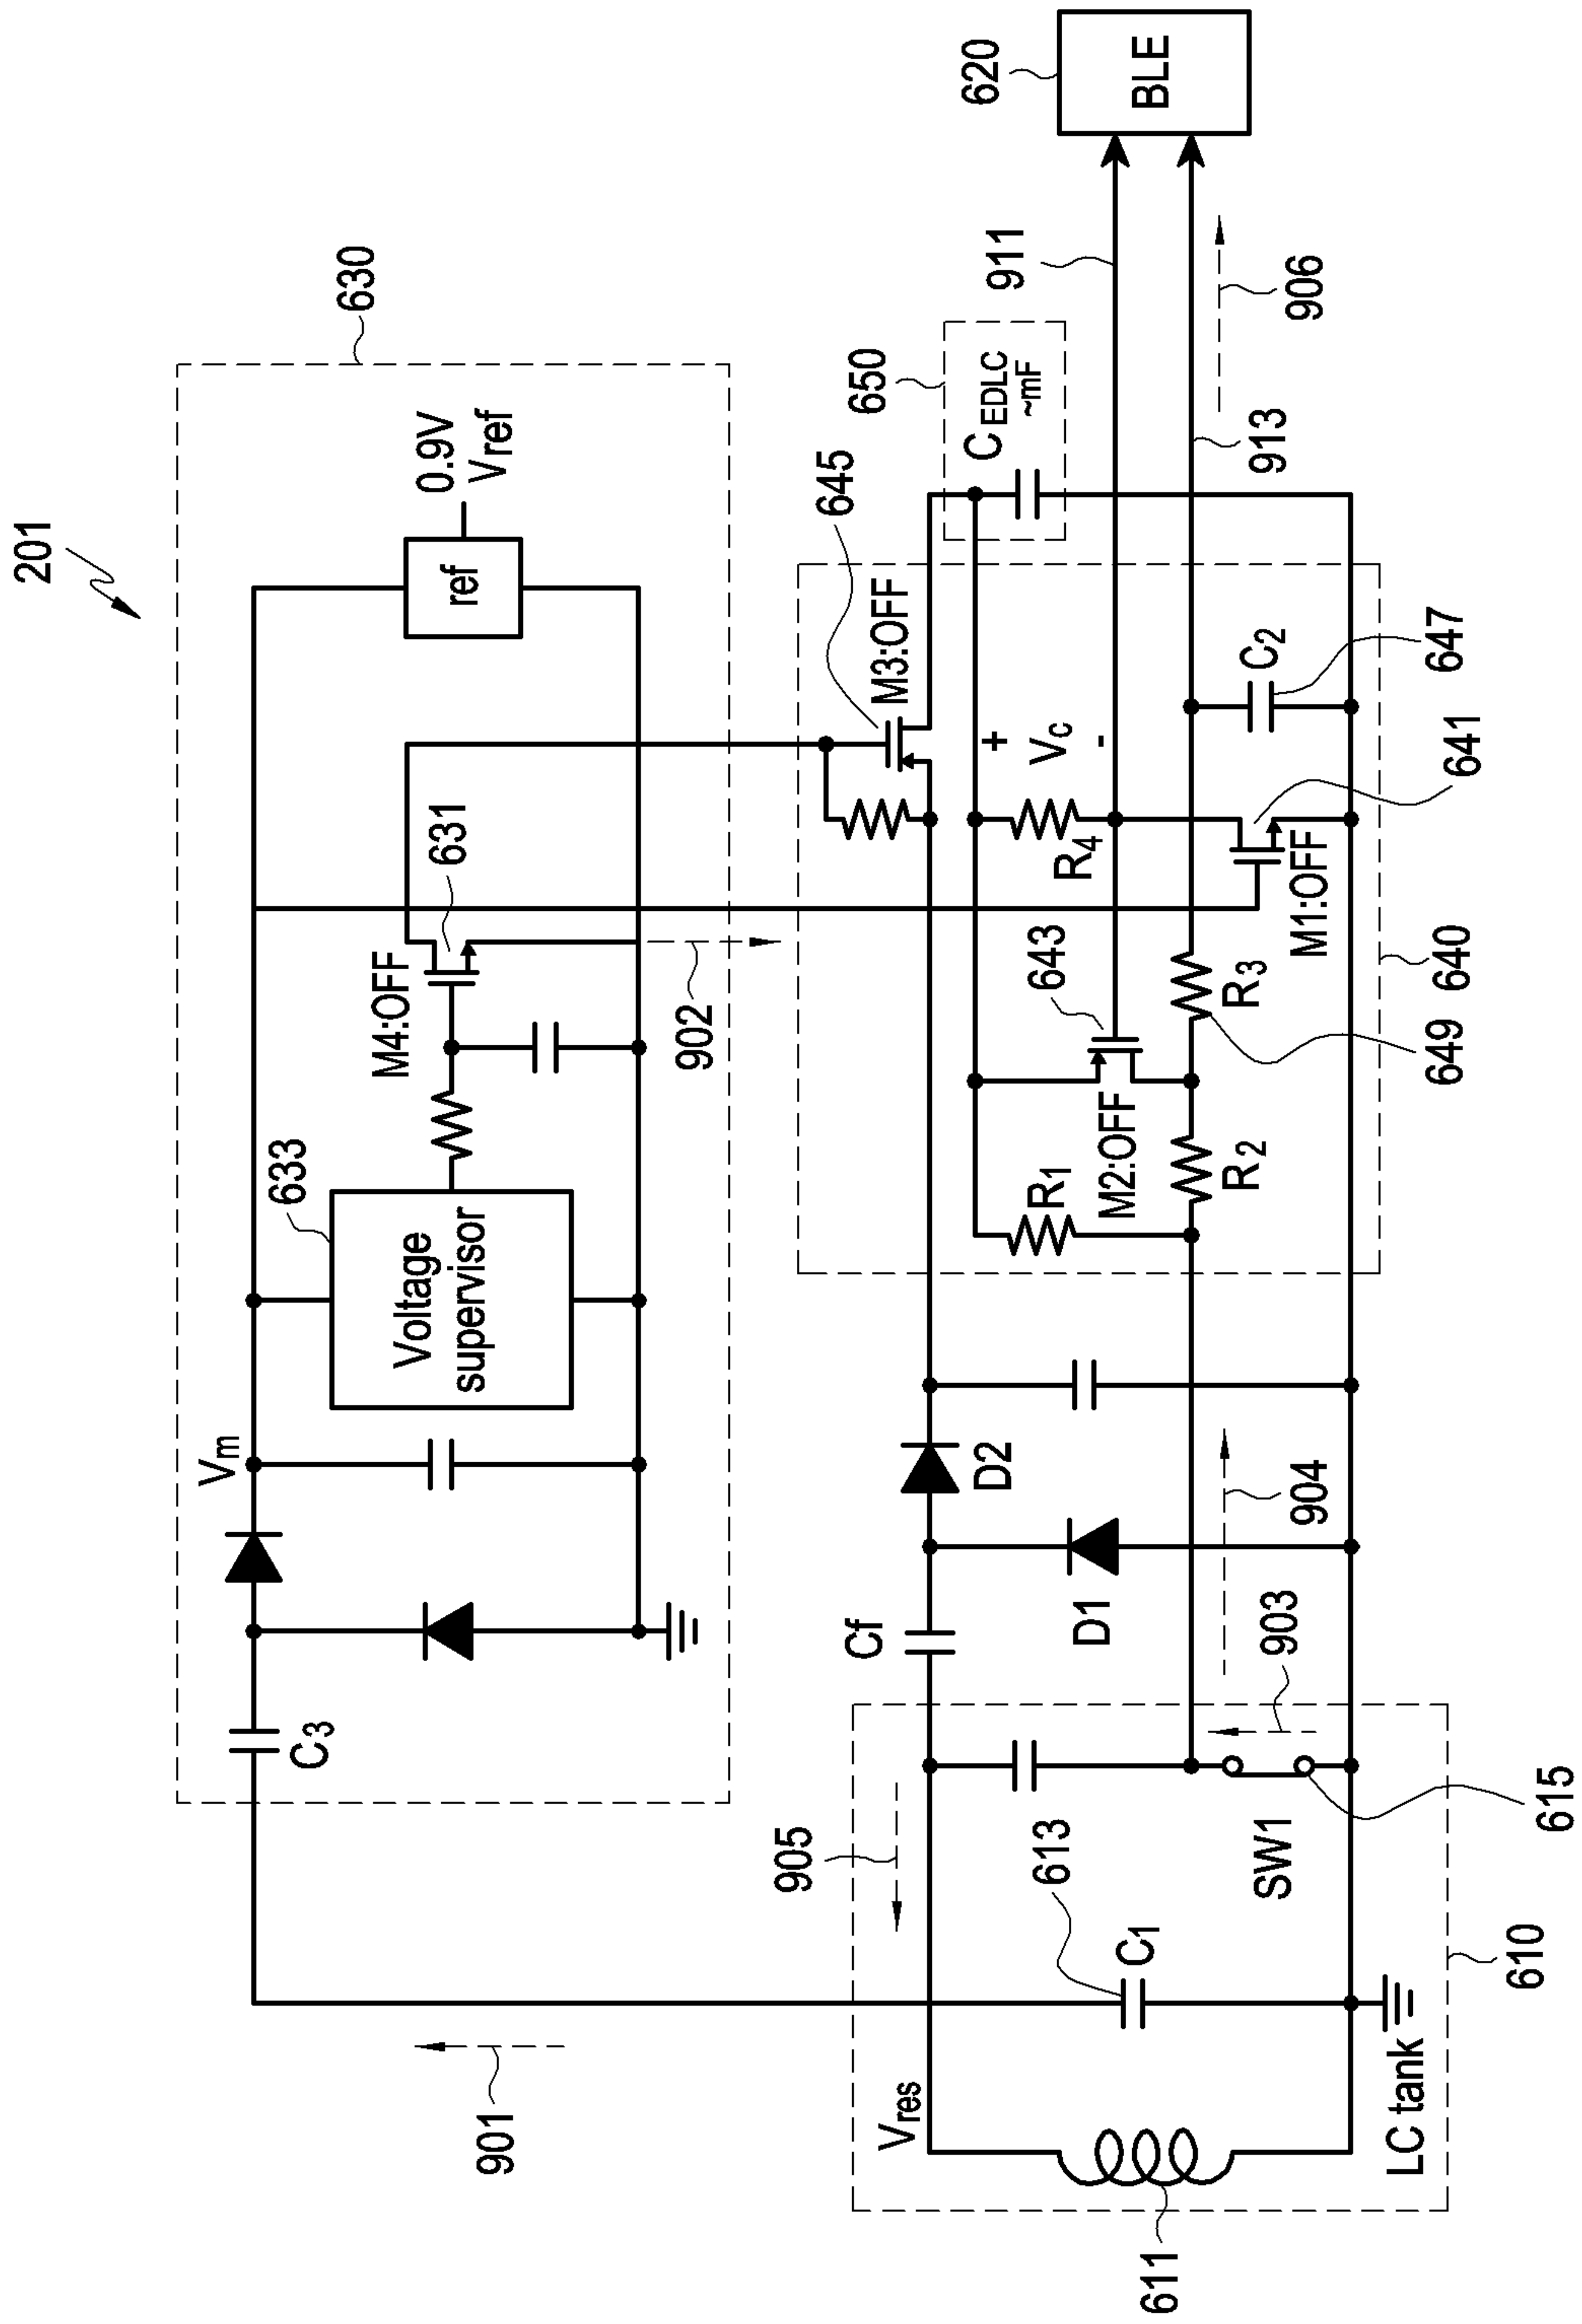 201
630
C3
Vm
633
Voltage
supervisor
M4:OFF
631
ref
0.9V
Vref
901
902
645
M3:OFF
650
C EDLC
~mF
620
BLE
911
905
Vres
Cf
D2
D1
611
613
C1
SW1
903
904
615
LC tank
610
R1
M2:OFF
643
R2
R3
649
R4
+
Vc
-
M1:OFF
641
C2
647
640
913
906